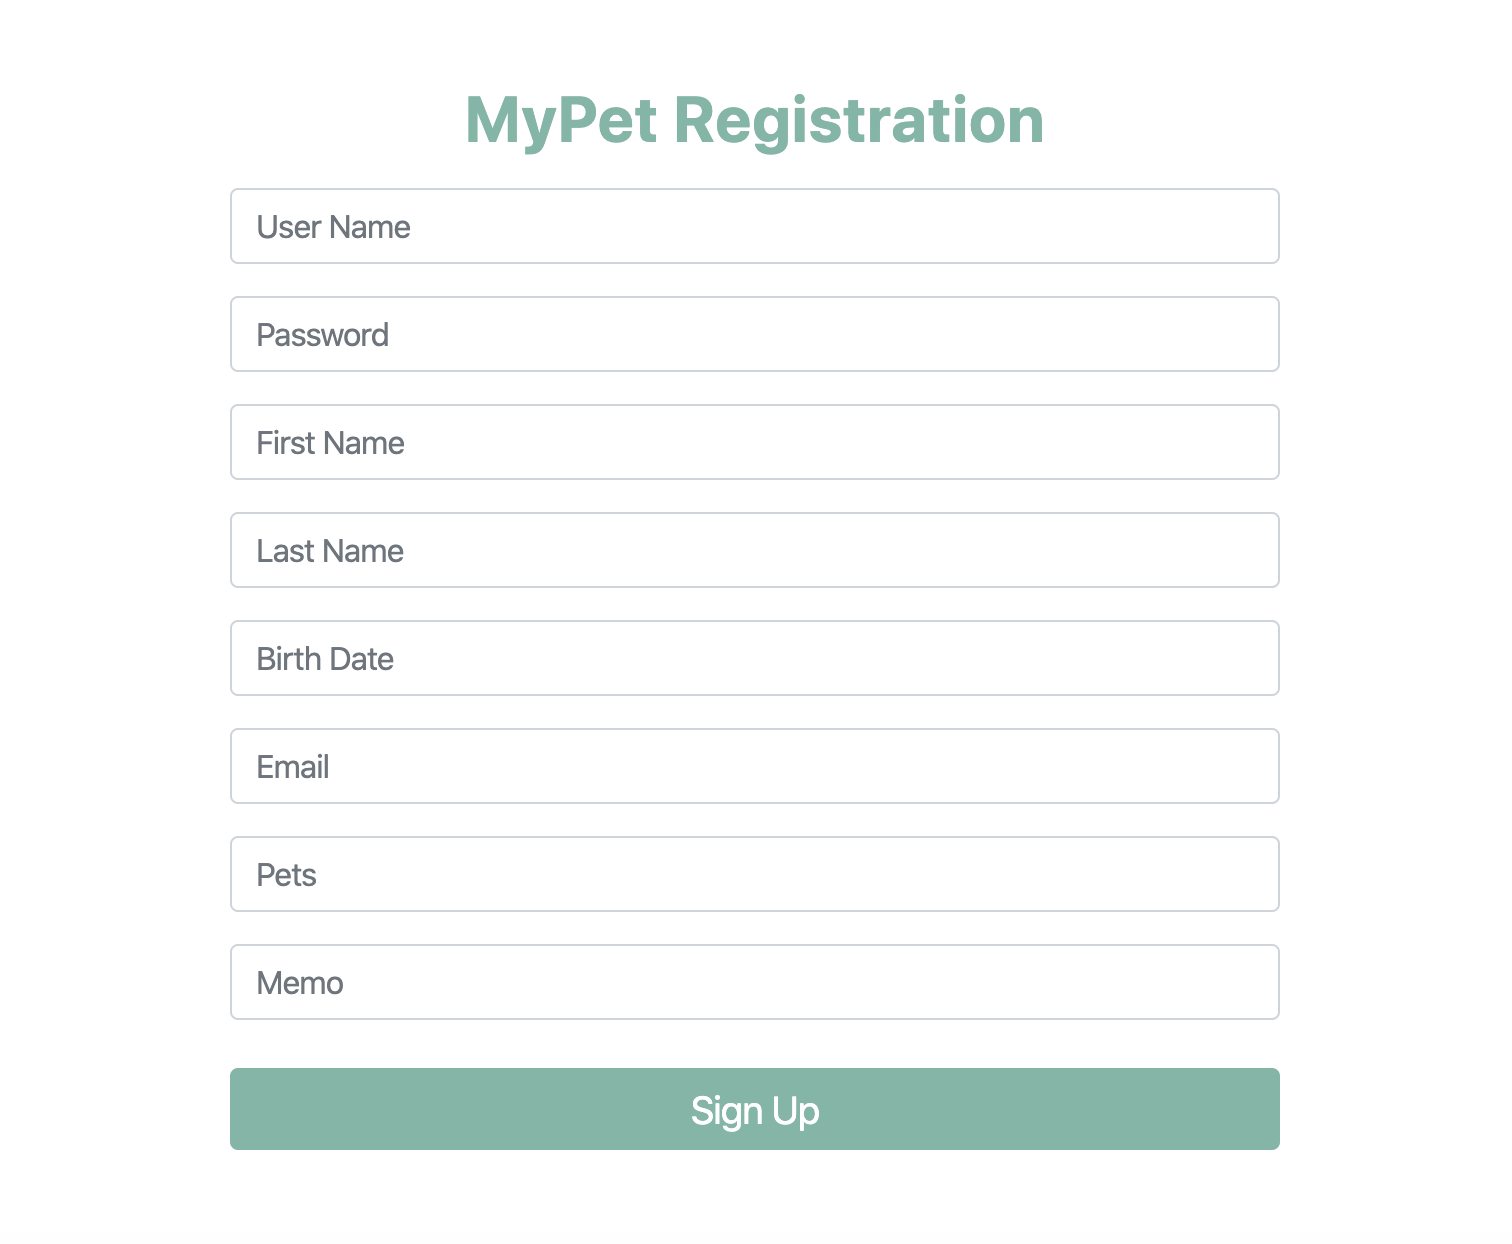 MyPet Registration
User Name
Password
First Name
Last Name
Birth Date
Email
Pets
Memo
Sign Up